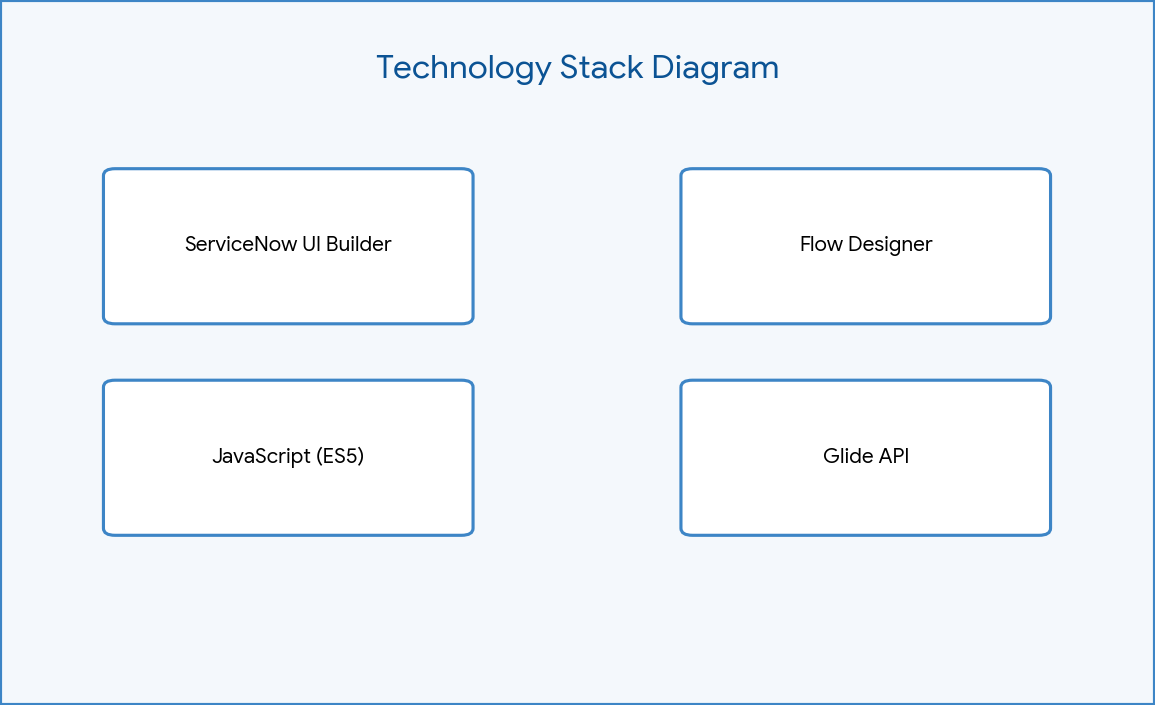 Technology Stack Diagram
ServiceNow UI Builder
Flow Designer
JavaScript (ES5)
Glide API